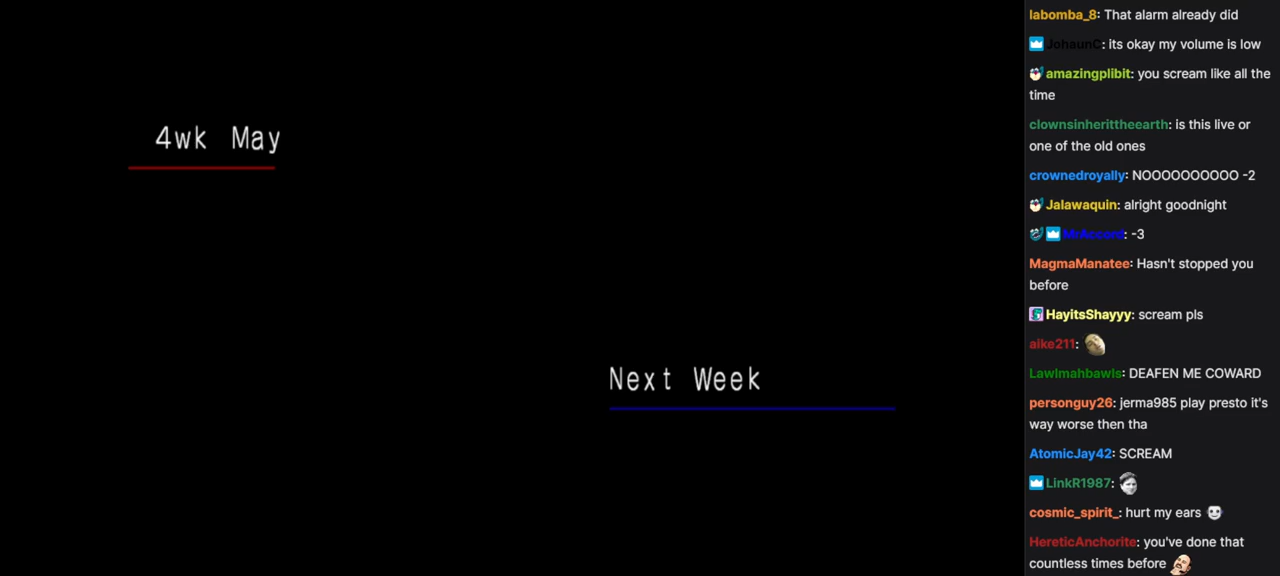 4wk May
Next Week
labomba_8: That alarm already did
JohaunC: its okay my volume is low
amazingplibit: you scream like all the
time
clownsinherittheearth: is this live or
one of the old ones
crownedroyally: NOOOOOOOOOO -2
Jalawaquin: alright goodnight
MrAccord: -3
MagmaManatee: Hasn't stopped you
before
HayitsShayyy: scream pls
aike211:
Lawlmahbawls: DEAFEN ME COWARD
personguy26: jerma985 play presto it's
way worse then tha
AtomicJay42: SCREAM
LinkR1987:
cosmic_spirit_: hurt my ears
HereticAnchorite: you've done that
countless times before